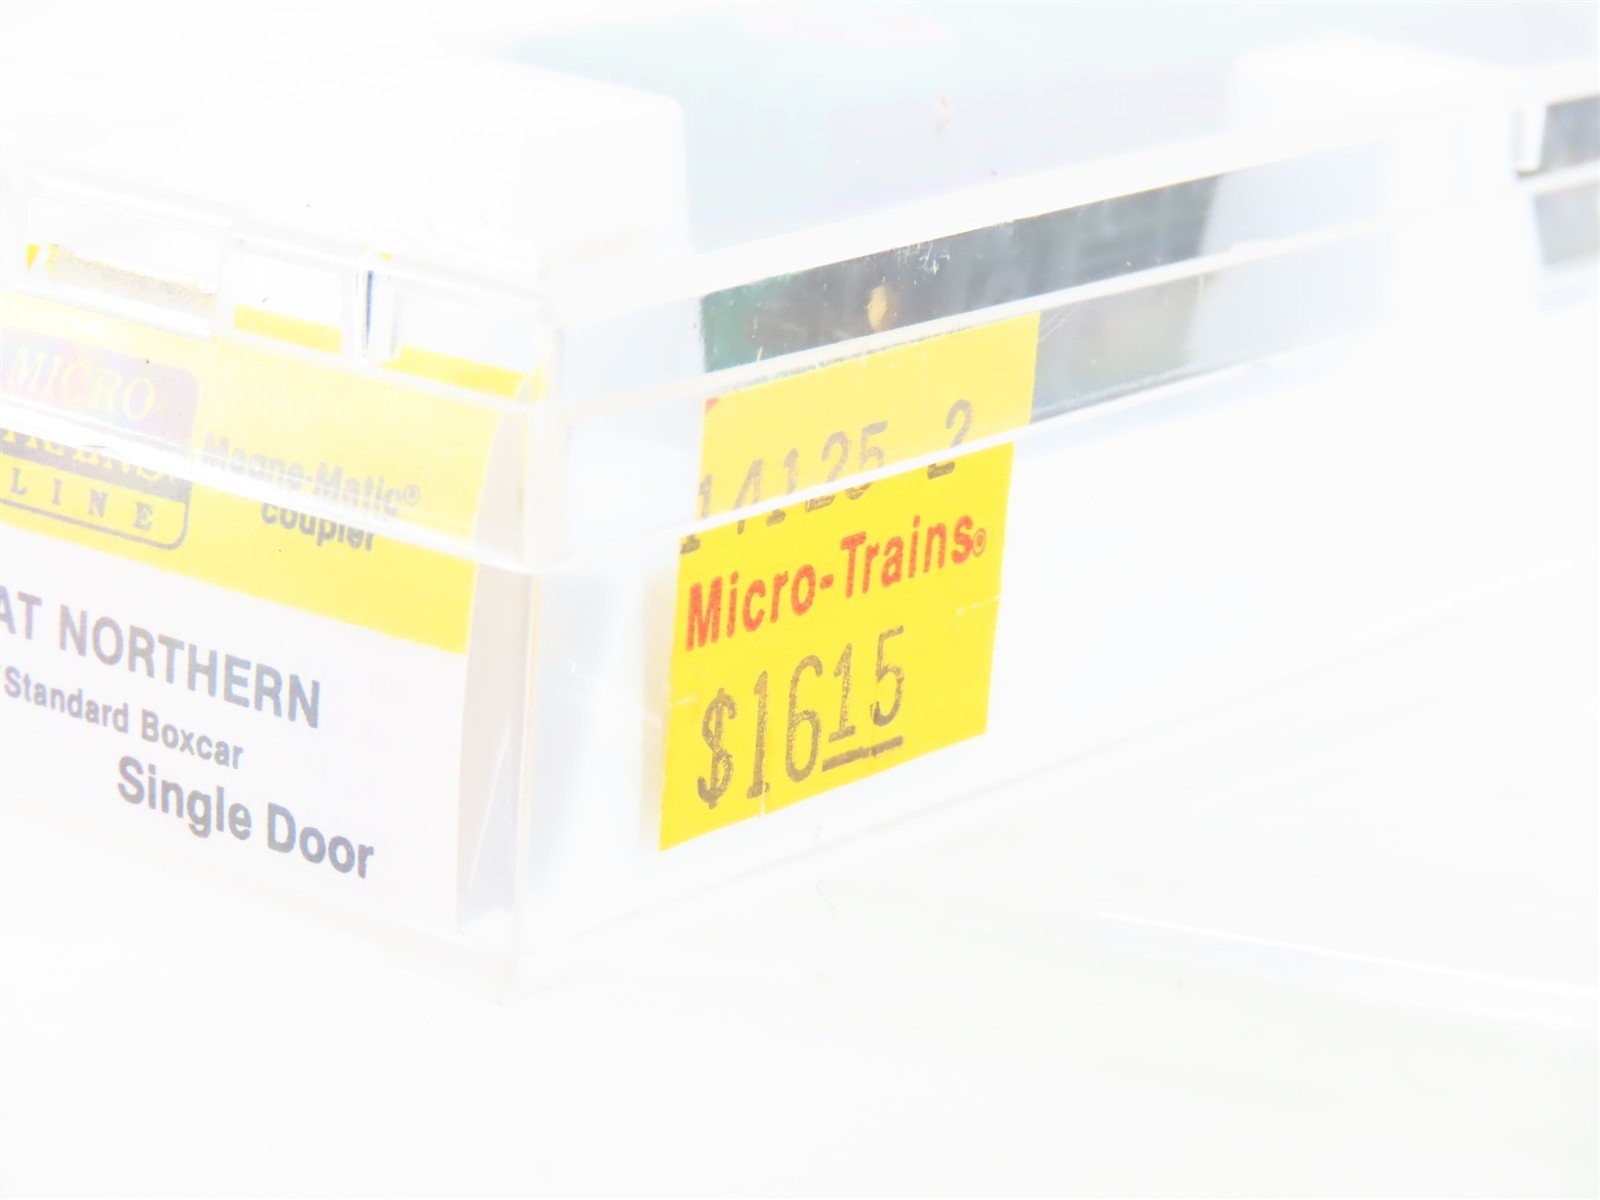 MICRO
LINE
Magne-Matic®
coupler
AT NORTHERN
Standard Boxcar
Single Door
14125 2
Micro-Trains®
$1615